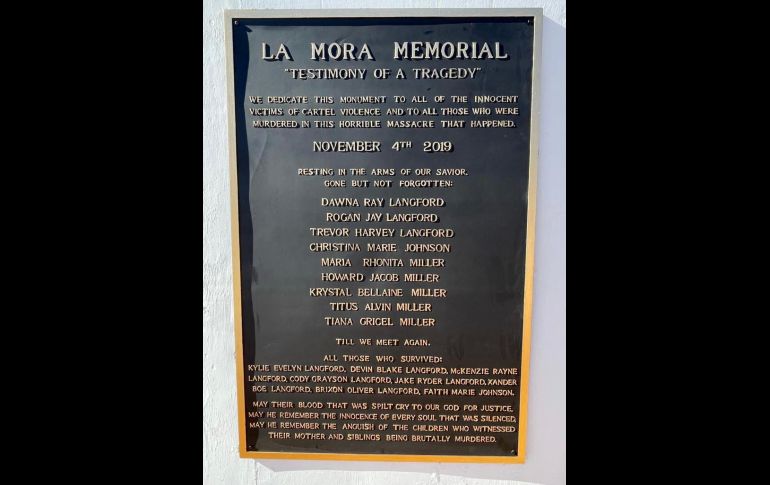 LA MORA MEMORIAL
"TESTIMONY OF A TRAGEDY"
WE DEDICATE THIS MONUMENT TO ALL OF THE INNOCENT
VICTIMS OF CARTEL VIOLENCE AND TO ALL THOSE WHO WERE
MURDERED IN THIS HORRIBLE MASSACRE THAT HAPPENED.
NOVEMBER 4TH 2019
RESTING IN THE ARMS OF OUR SAVIOR.
GONE BUT NOT FORGOTTEN:
DAWNA RAY LANGFORD
ROGAN JAY LANGFORD
TREVOR HARVEY LANGFORD
CHRISTINA MARIE JOHNSON
MARIA RHONITA MILLER
HOWARD JACOB MILLER
KRYSTAL BELLAINE MILLER
TITUS ALVIN MILLER
TIANA GRICEL MILLER
TILL WE MEET AGAIN.
ALL THOSE WHO SURVIVED:
KYLIE EVELYN LANGFORD, DEVIN BLAKE LANGFORD, McKENZIE RAYNE
LANGFORD, CODY GRAYSON LANGFORD, JAKE RYDER LANGFORD, XANDER
BOE LANGFORD, BRIXON OLIVER LANGFORD, FAITH MARIE JOHNSON.
MAY THEIR BLOOD THAT WAS SPILT CRY TO OUR GOD FOR JUSTICE,
MAY HE REMEMBER THE INNOCENCE OF EVERY SOUL THAT WAS SILENCED,
MAY HE REMEMBER THE ANGUISH OF THE CHILDREN WHO WITNESSED
THEIR MOTHER AND SIBLINGS BEING BRUTALLY MURDERED.